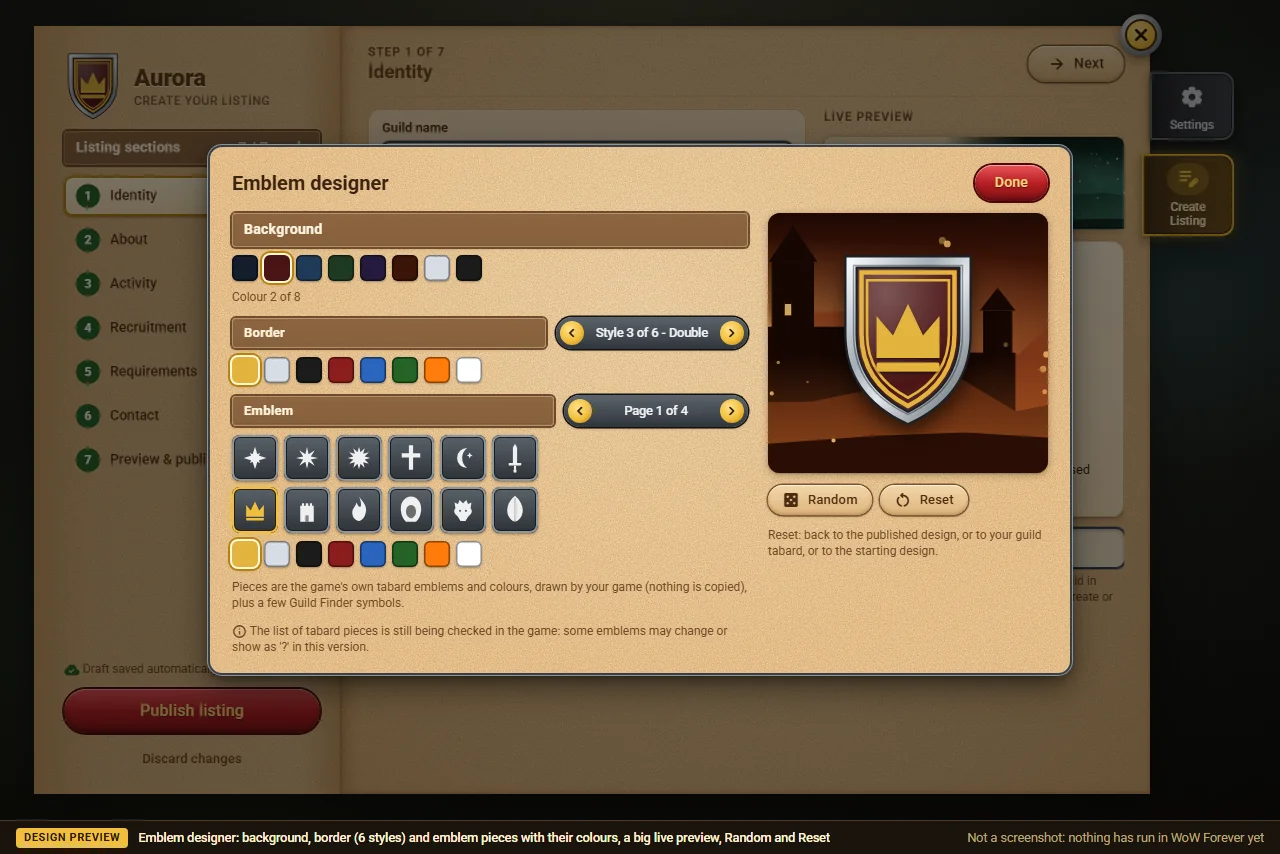 Aurora
CREATE YOUR LISTING
STEP 1 OF 7
Identity
Next
Settings
Create
Listing
Listing sections
1 Identity
2 About
3 Activity
4 Recruitment
5 Requirements
6 Contact
7 Preview & publi
Draft saved automatica
Publish listing
Discard changes
Guild name
LIVE PREVIEW
Emblem designer
Done
Background
Colour 2 of 8
Border
Style 3 of 6 - Double
Emblem
Page 1 of 4
Pieces are the game's own tabard emblems and colours, drawn by your game (nothing is copied),
plus a few Guild Finder symbols.
The list of tabard pieces is still being checked in the game: some emblems may change or
show as '?' in this version.
Random
Reset
Reset: back to the published design, or to your guild
tabard, or to the starting design.
sed
id in
reate or
DESIGN PREVIEW
Emblem designer: background, border (6 styles) and emblem pieces with their colours, a big live preview, Random and Reset
Not a screenshot: nothing has run in WoW Forever yet